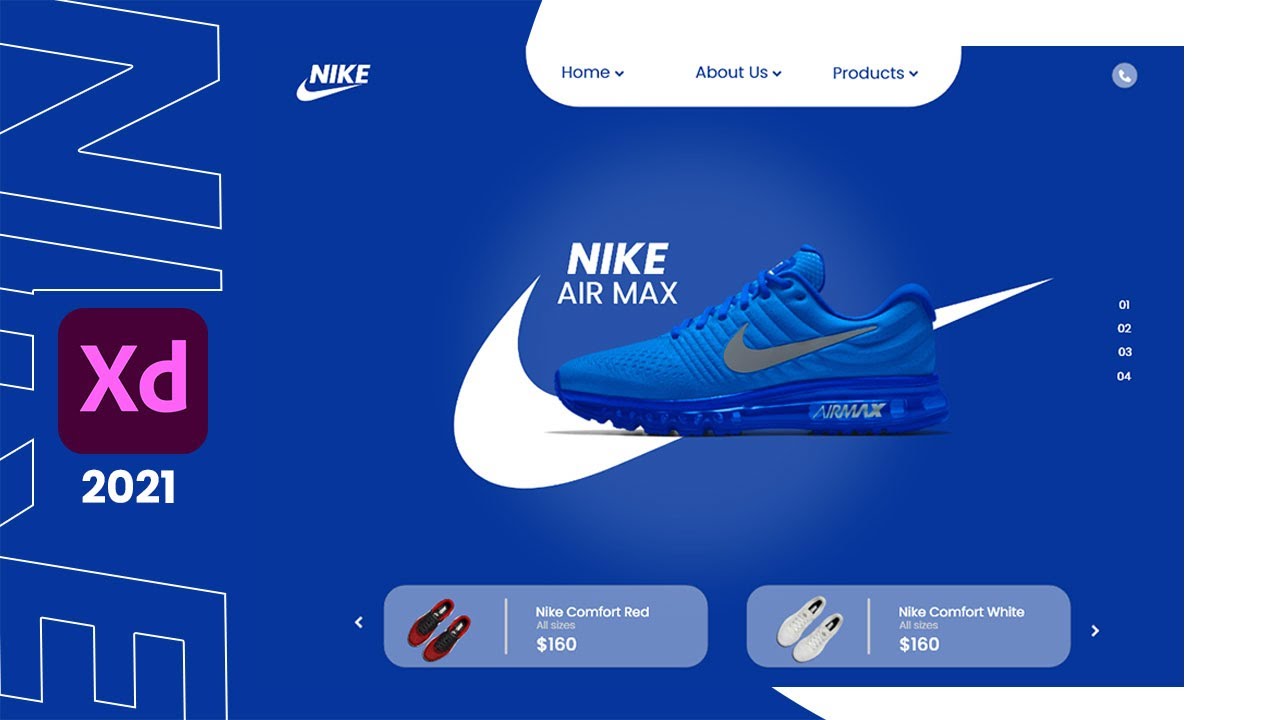 NIKE
Xd
2021
NIKE
Home
About Us
Products
NIKE
AIR MAX
AIRMAX
01
02
03
04
Nike Comfort Red
All sizes
$160
Nike Comfort White
All sizes
$160